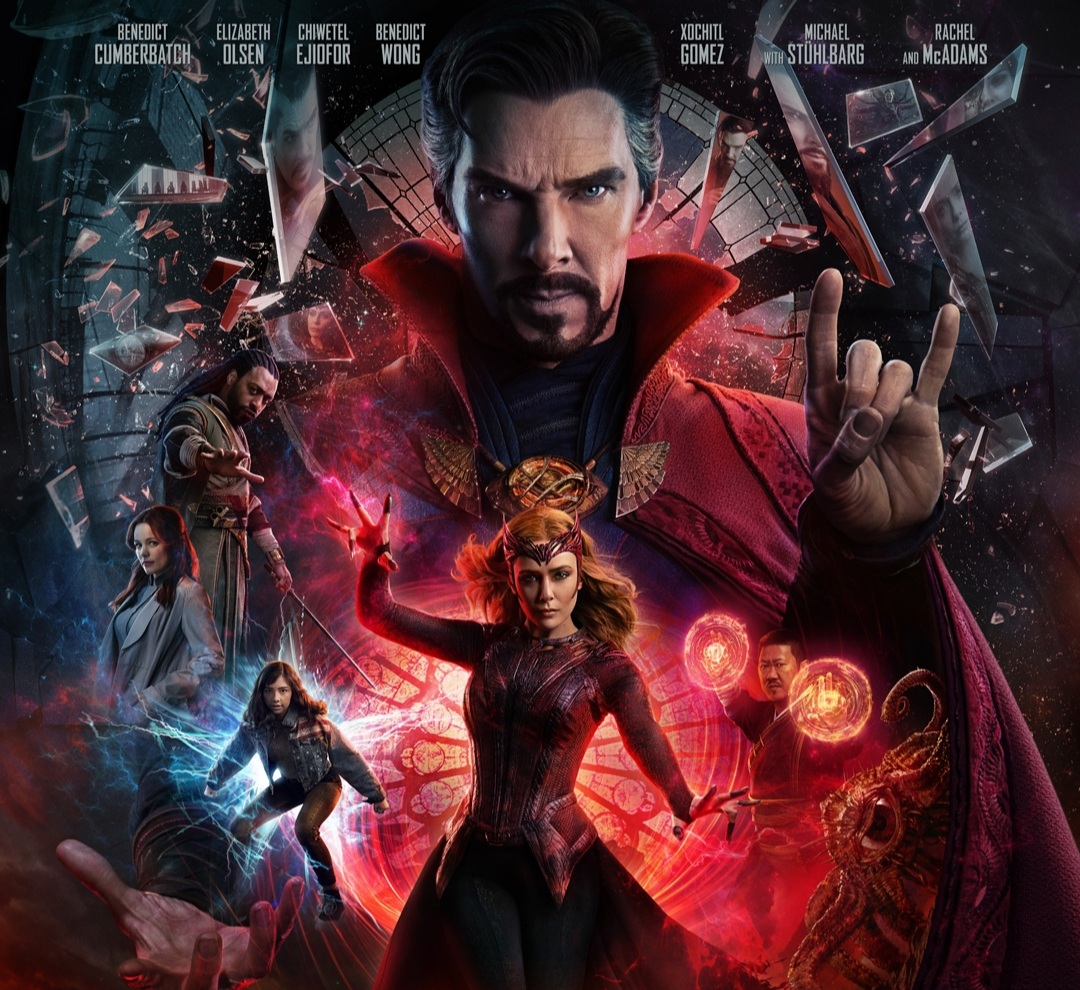 BENEDICT
CUMBERBATCH
ELIZABETH
OLSEN
CHIWETEL
EJIOFOR
BENEDICT
WONG
XOCHITL
GOMEZ
MICHAEL
WITH STÜHLBARG
RACHEL
AND McADAMS